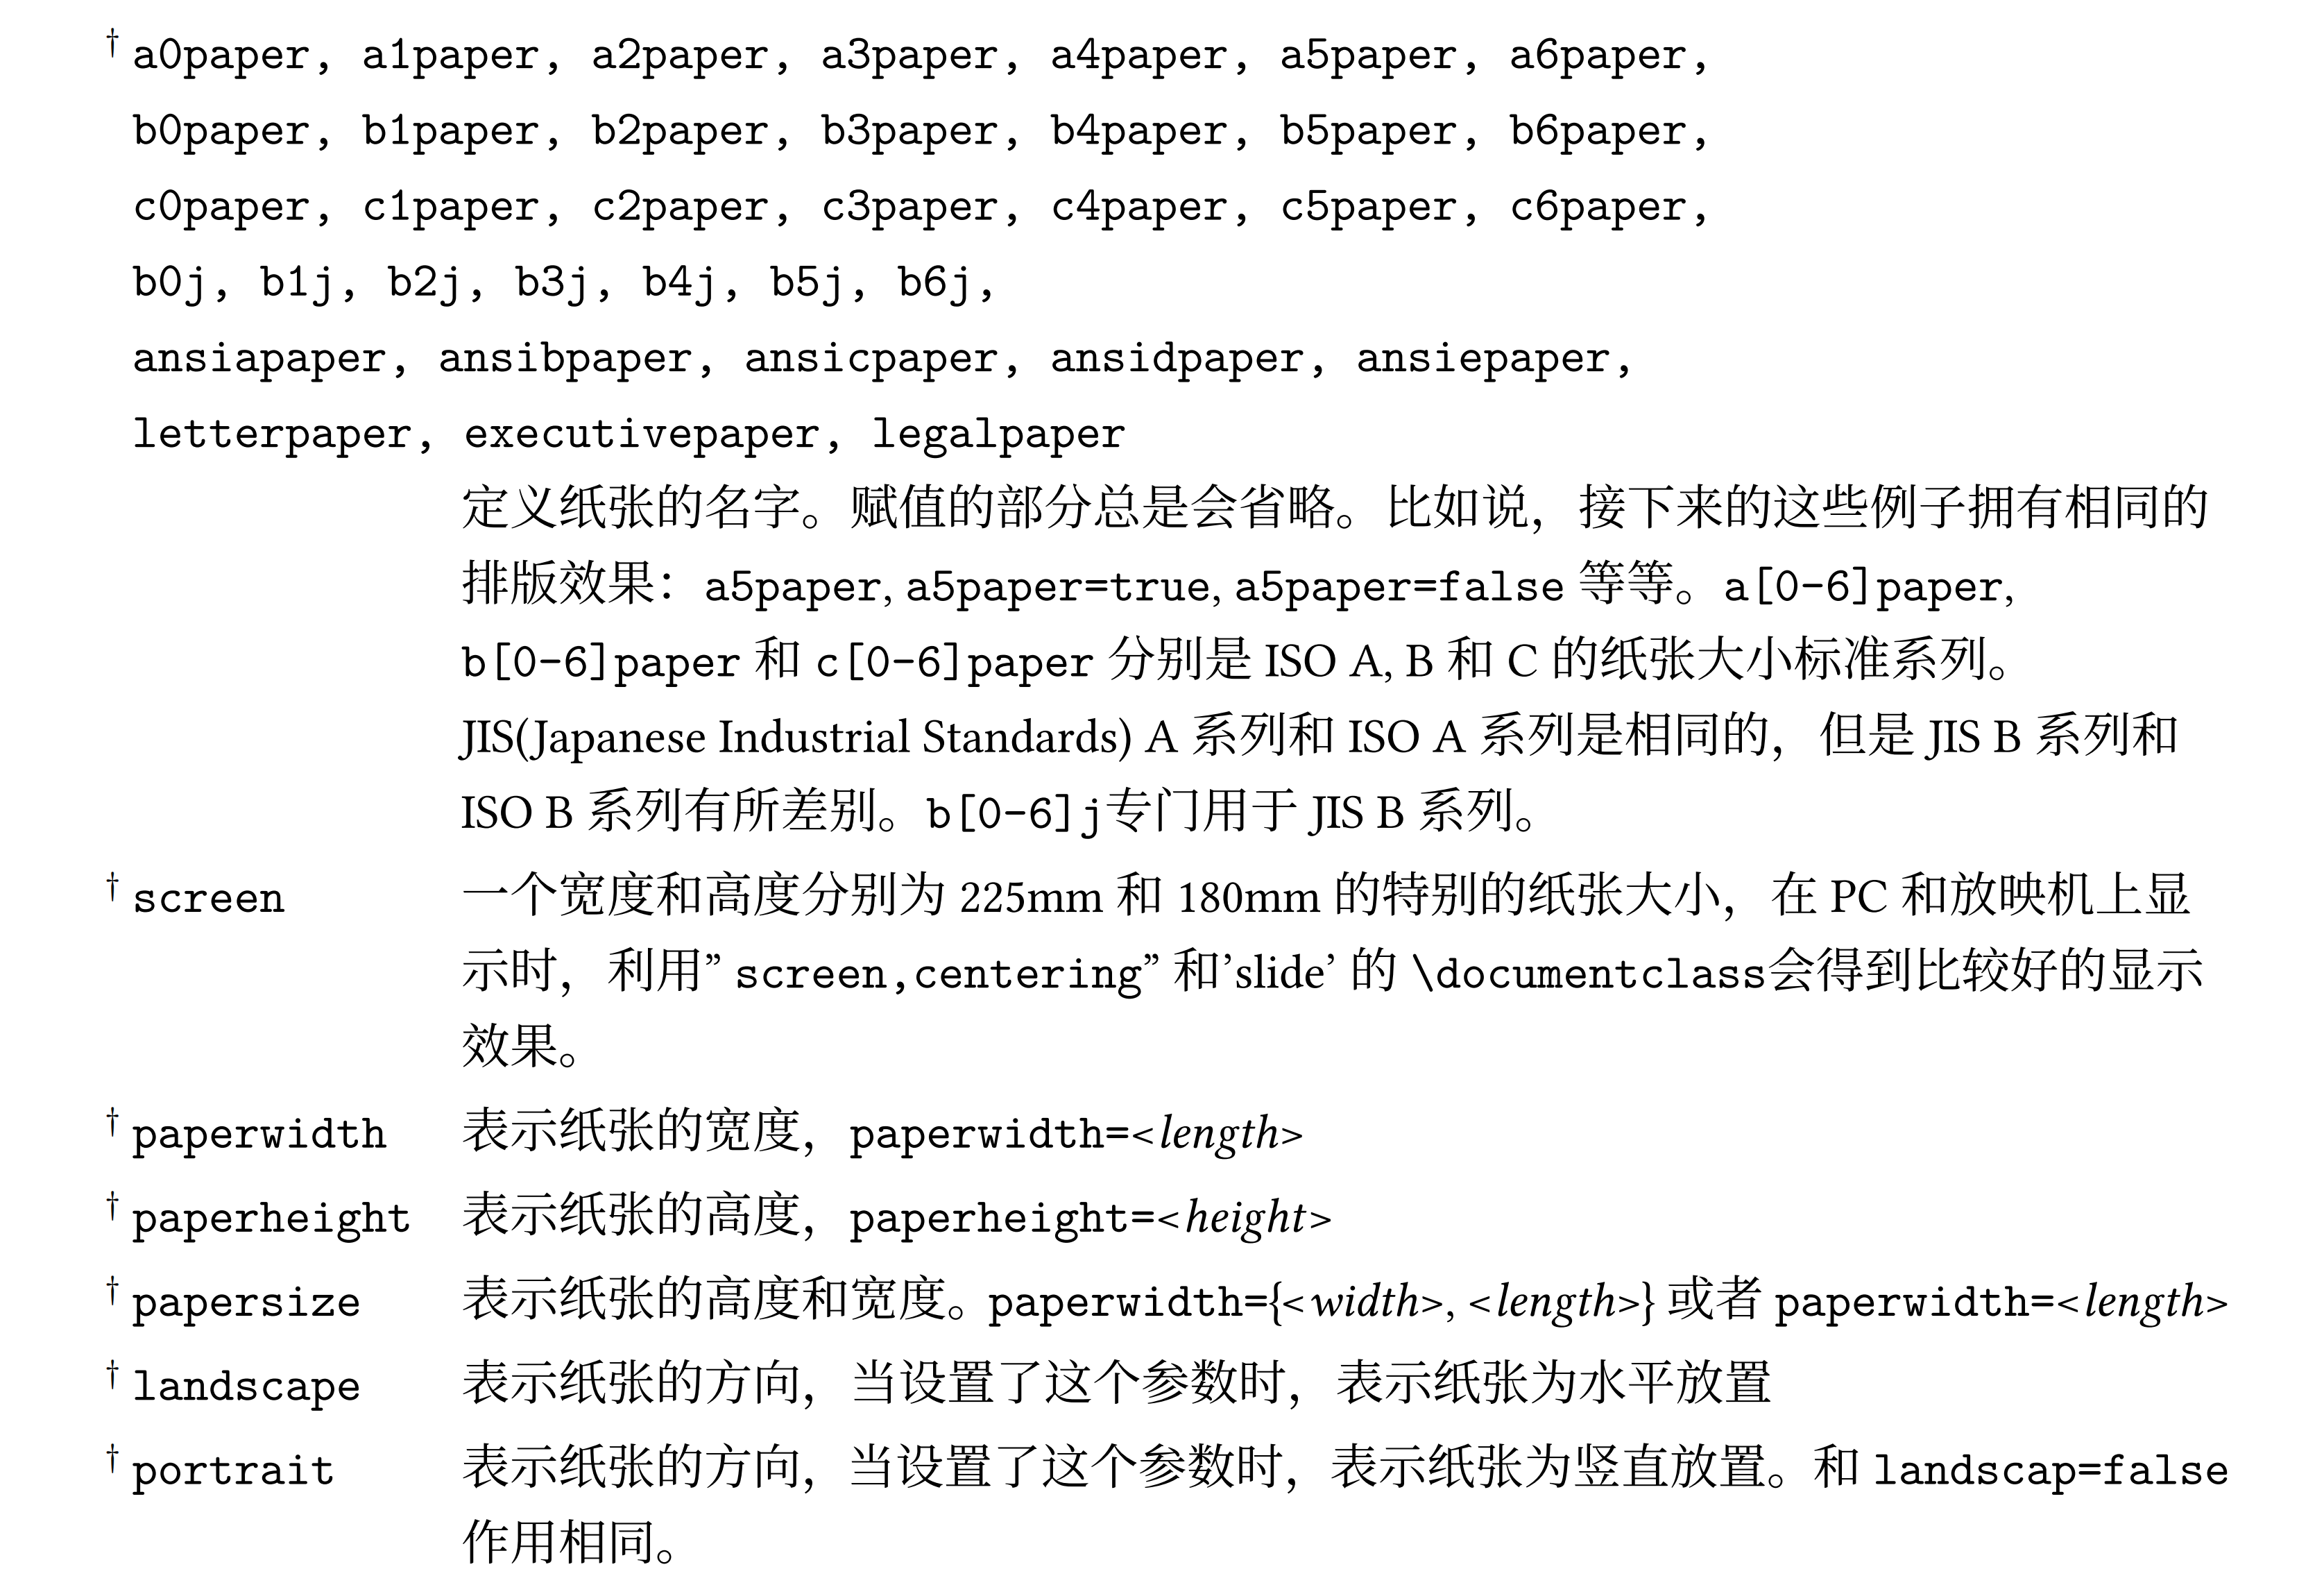 † a0paper, a1paper, a2paper, a3paper, a4paper, a5paper, a6paper,
b0paper, b1paper, b2paper, b3paper, b4paper, b5paper, b6paper,
c0paper, c1paper, c2paper, c3paper, c4paper, c5paper, c6paper,
b0j, b1j, b2j, b3j, b4j, b5j, b6j,
ansiapaper, ansibpaper, ansicpaper, ansidpaper, ansiepaper,
letterpaper, executivepaper, legalpaper
定义纸张的名字。赋值的部分总是会省略。比如说，接下来的这些例子拥有相同的
排版效果：a5paper, a5paper=true, a5paper=false 等等。a[0-6]paper,
b[0-6]paper 和 c[0-6]paper 分别是 ISO A, B 和 C 的纸张大小标准系列。
JIS(Japanese Industrial Standards) A 系列和 ISO A 系列是相同的，但是 JIS B 系列和
ISO B 系列有所差别。b[0-6]j专门用于 JIS B 系列。
† screen 一个宽度和高度分别为 225mm 和 180mm 的特别的纸张大小，在 PC 和放映机上显
示时，利用” screen,centering” 和’slide’ 的 \documentclass会得到比较好的显示
效果。
† paperwidth 表示纸张的宽度，paperwidth=<length>
† paperheight 表示纸张的高度，paperheight=<height>
† papersize 表示纸张的高度和宽度。paperwidth={<width>, <length>} 或者 paperwidth=<length>
† landscape 表示纸张的方向，当设置了这个参数时，表示纸张为水平放置
† portrait 表示纸张的方向，当设置了这个参数时，表示纸张为竖直放置。和 landscap=false
作用相同。